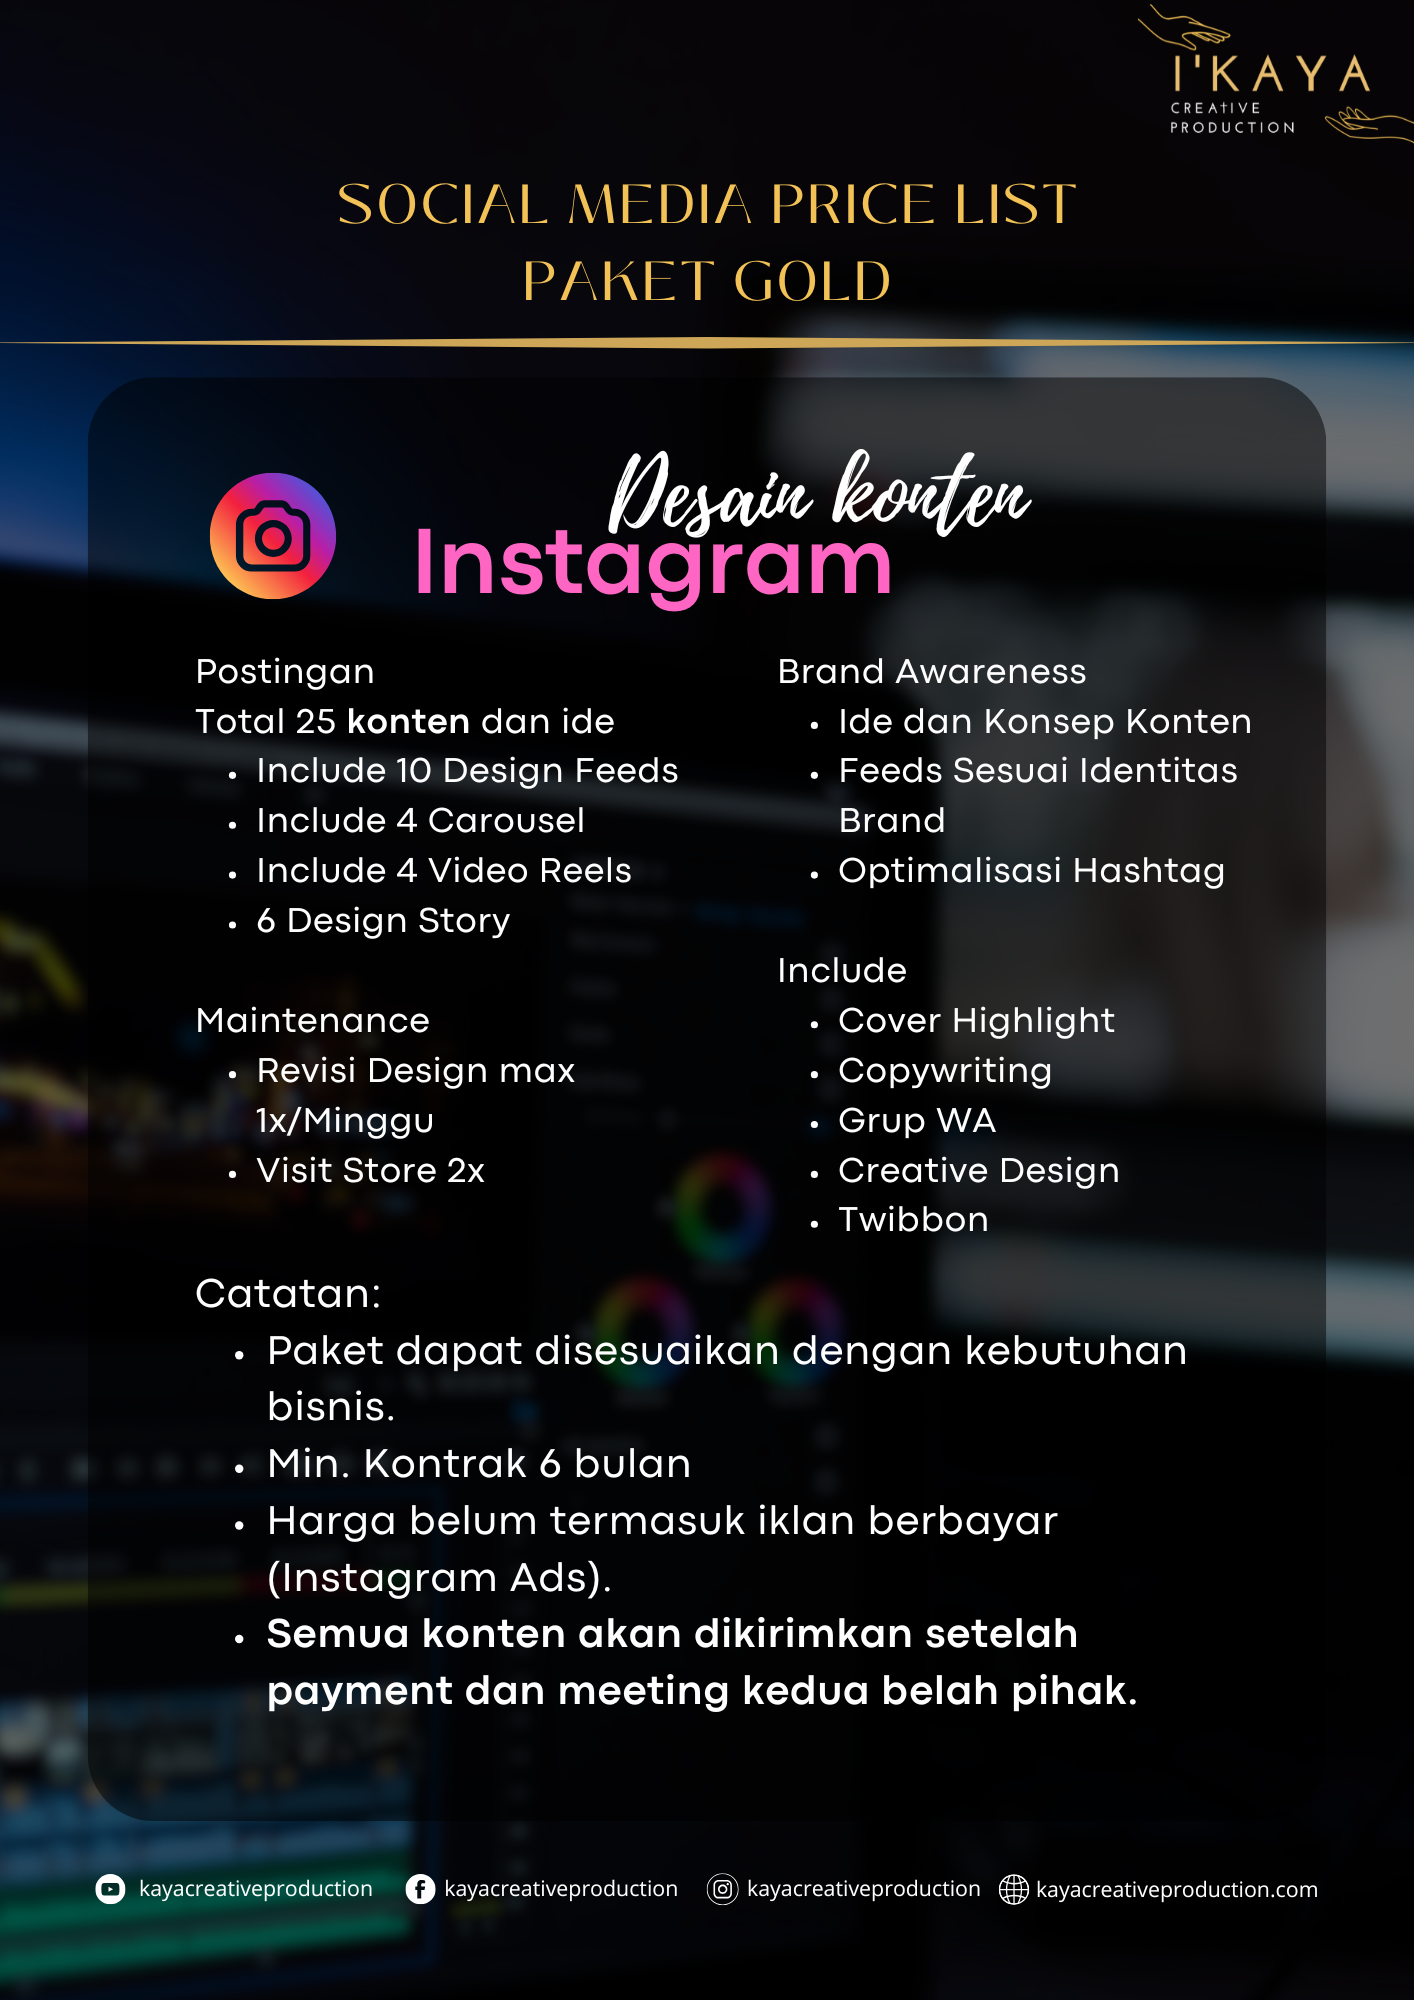 I'KAYA
CREATIVE
PRODUCTION
SOCIAL MEDIA PRICE LIST
PAKET GOLD
Desain konten
Instagram
Postingan
Total 25 konten dan ide
• Include 10 Design Feeds
• Include 4 Carousel
• Include 4 Video Reels
• 6 Design Story
Maintenance
• Revisi Design max
1x/Minggu
• Visit Store 2x
Brand Awareness
• Ide dan Konsep Konten
• Feeds Sesuai Identitas
Brand
• Optimalisasi Hashtag
Include
• Cover Highlight
• Copywriting
• Grup WA
• Creative Design
• Twibbon
Catatan:
• Paket dapat disesuaikan dengan kebutuhan
bisnis.
• Min. Kontrak 6 bulan
• Harga belum termasuk iklan berbayar
(Instagram Ads).
• Semua konten akan dikirimkan setelah
payment dan meeting kedua belah pihak.
kayacreativeproduction kayacreativeproduction kayacreativeproduction kayacreativeproduction.com